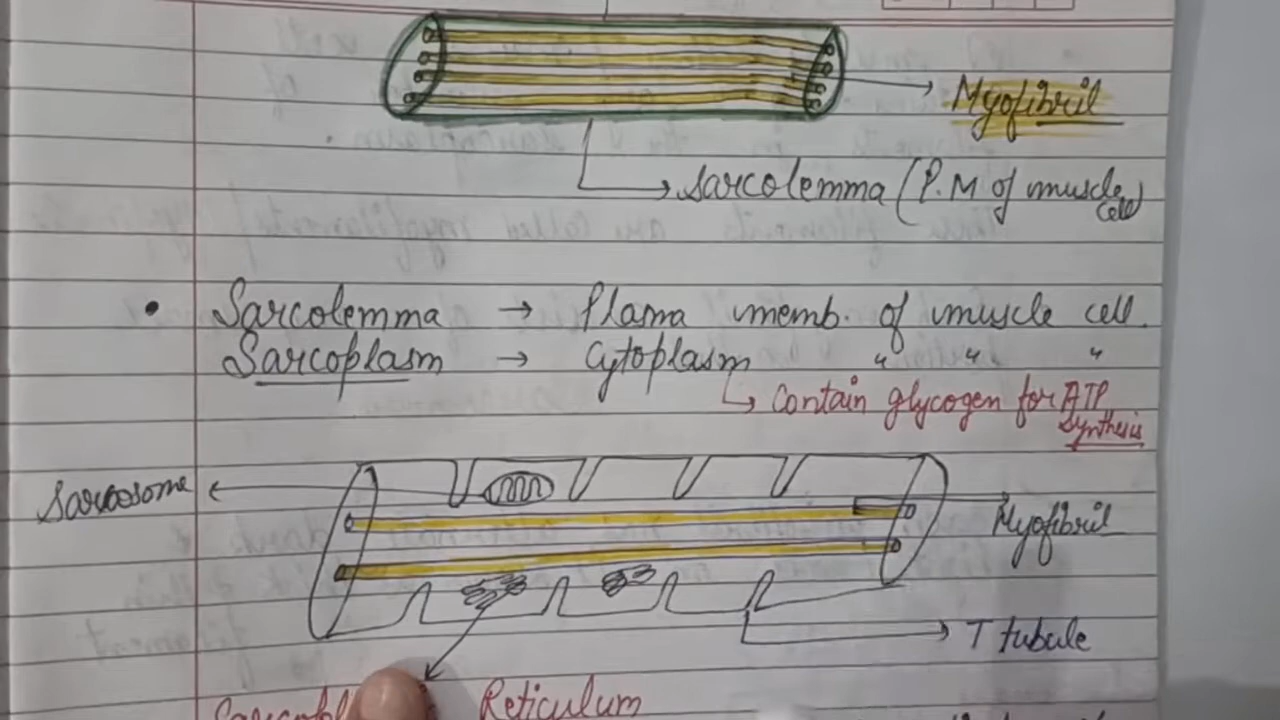 Myofibril
Sarcolemma (P.M of muscle cell)
• Sarcolemma → Plasma memb. of muscle cell.
Sarcoplasm → Cytoplasm " " "
↳ Contain glycogen for ATP Synthesis
Sarcosome
Myofibril
T tubule
Reticulum